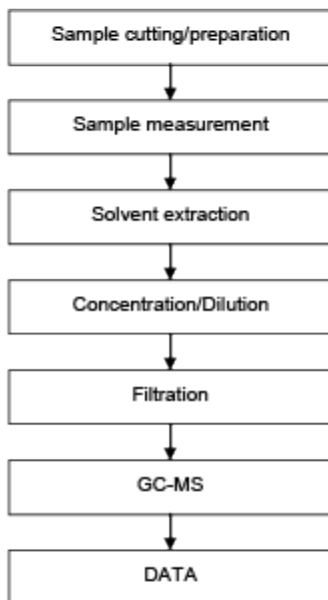 Sample cutting/preparation
Sample measurement
Solvent extraction
Concentration/Dilution
Filtration
GC-MS
DATA